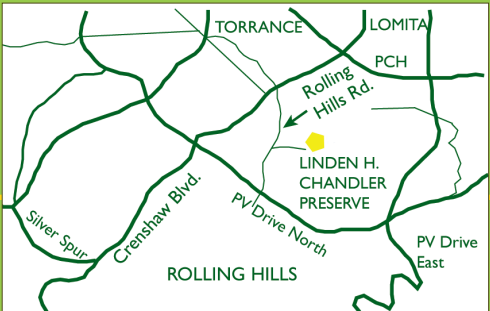 TORRANCE
LOMITA
PCH
Rolling
Hills Rd.
LINDEN H.
CHANDLER
PRESERVE
Silver Spur
Crenshaw Blvd.
PV Drive North
PV Drive
East
ROLLING HILLS